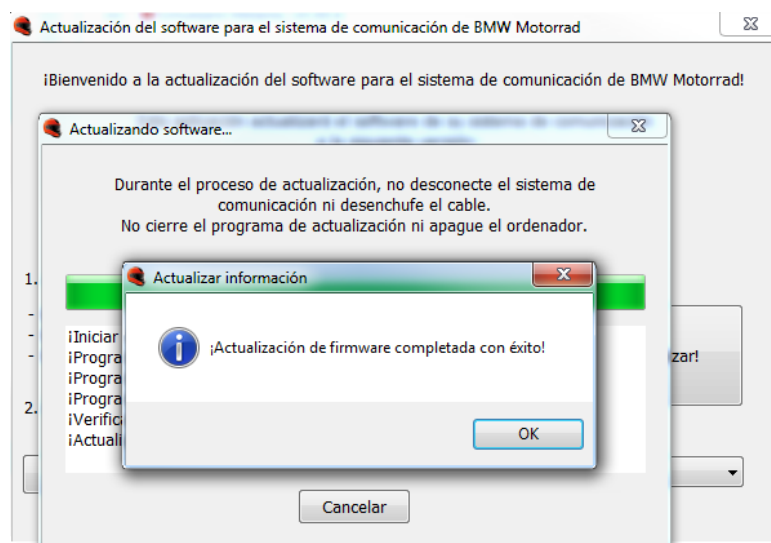 Actualización del software para el sistema de comunicación de BMW Motorrad
¡Bienvenido a la actualización del software para el sistema de comunicación de BMW Motorrad!
Actualizando software...
Durante el proceso de actualización, no desconecte el sistema de
comunicación ni desenchufe el cable.
No cierre el programa de actualización ni apague el ordenador.
1.
Actualizar información
-
-
-
¡Iniciar
¡Progra
¡Progra
¡Progra
¡Verifica
¡Actuali
¡Actualización de firmware completada con éxito!
zar!
2.
OK
Cancelar